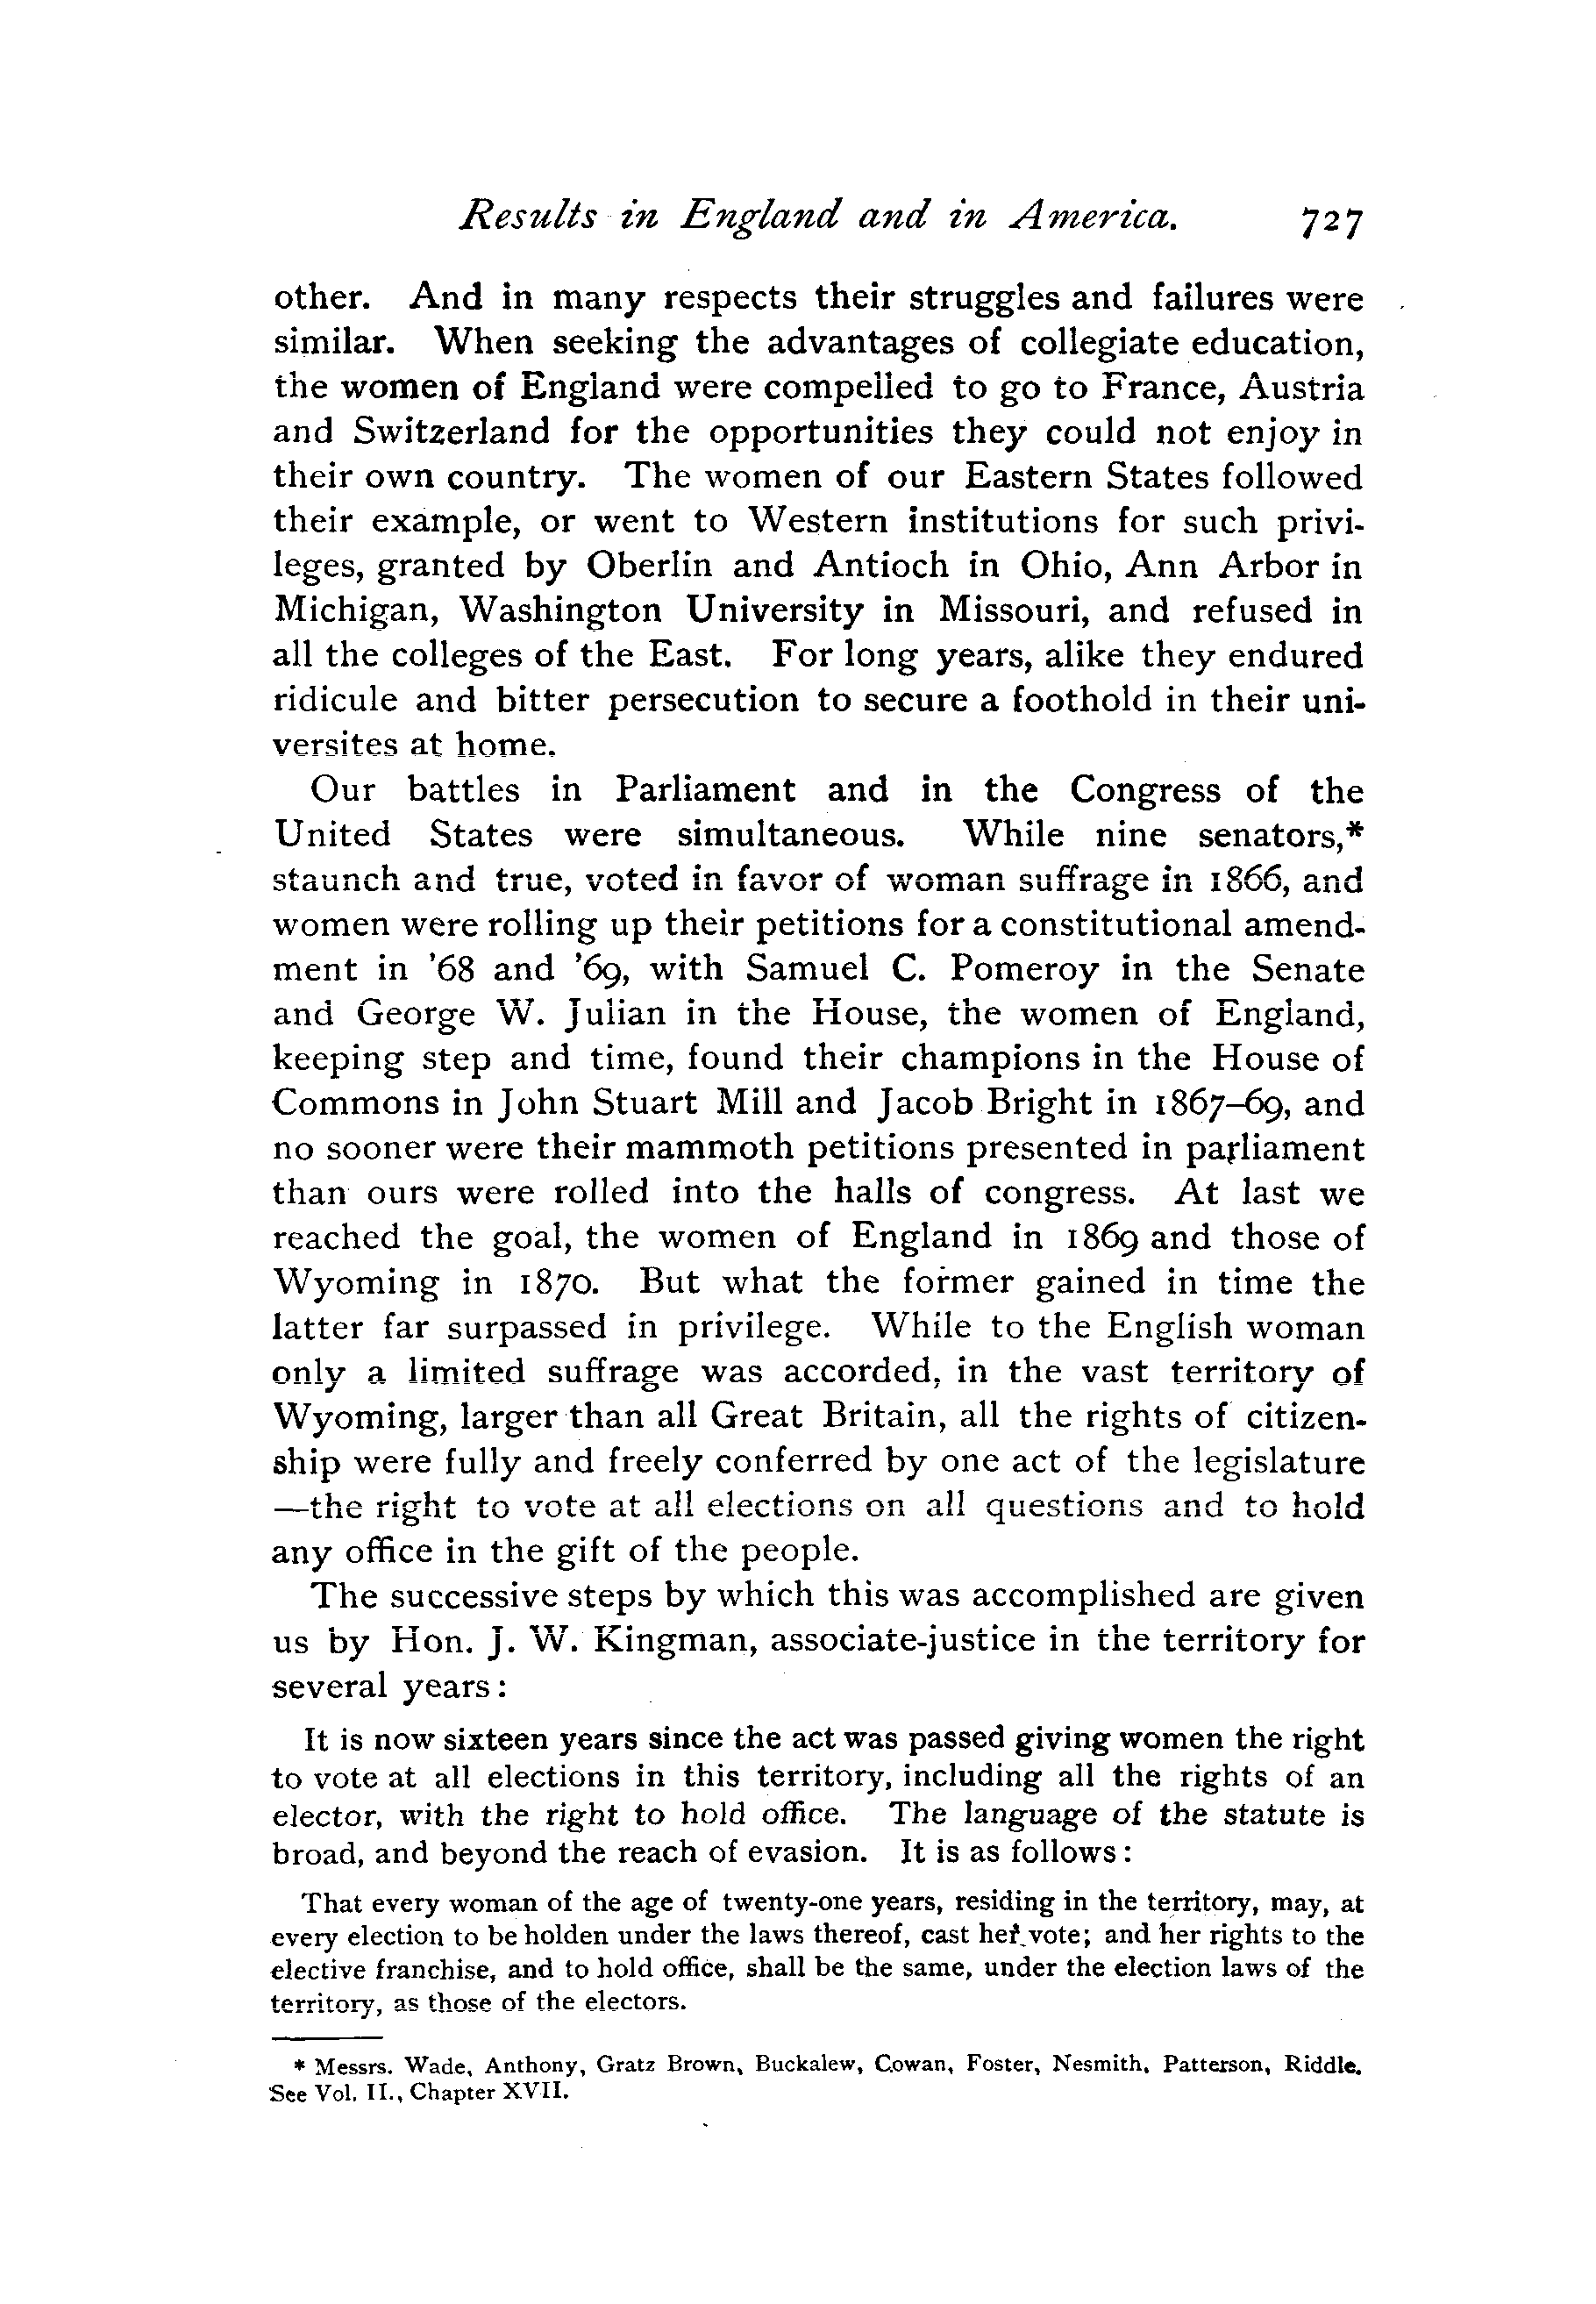 Results in England and in America. 727
other. And in many respects their struggles and failures were
similar. When seeking the advantages of collegiate education,
the women of England were compelled to go to France, Austria
and Switzerland for the opportunities they could not enjoy in
their own country. The women of our Eastern States followed
their example, or went to Western institutions for such privi-
leges, granted by Oberlin and Antioch in Ohio, Ann Arbor in
Michigan, Washington University in Missouri, and refused in
all the colleges of the East. For long years, alike they endured
ridicule and bitter persecution to secure a foothold in their uni-
versites at home.
Our battles in Parliament and in the Congress of the
United States were simultaneous. While nine senators,*
staunch and true, voted in favor of woman suffrage in 1866, and
women were rolling up their petitions for a constitutional amend-
ment in '68 and '69, with Samuel C. Pomeroy in the Senate
and George W. Julian in the House, the women of England,
keeping step and time, found their champions in the House of
Commons in John Stuart Mill and Jacob Bright in 1867–69, and
no sooner were their mammoth petitions presented in parliament
than ours were rolled into the halls of congress. At last we
reached the goal, the women of England in 1869 and those of
Wyoming in 1870. But what the former gained in time the
latter far surpassed in privilege. While to the English woman
only a limited suffrage was accorded, in the vast territory of
Wyoming, larger than all Great Britain, all the rights of citizen-
ship were fully and freely conferred by one act of the legislature
—the right to vote at all elections on all questions and to hold
any office in the gift of the people.
The successive steps by which this was accomplished are given
us by Hon. J. W. Kingman, associate-justice in the territory for
several years:
It is now sixteen years since the act was passed giving women the right
to vote at all elections in this territory, including all the rights of an
elector, with the right to hold office. The language of the statute is
broad, and beyond the reach of evasion. It is as follows:
That every woman of the age of twenty-one years, residing in the territory, may, at
every election to be holden under the laws thereof, cast her vote; and her rights to the
elective franchise, and to hold office, shall be the same, under the election laws of the
territory, as those of the electors.
* Messrs. Wade, Anthony, Gratz Brown, Buckalew, Cowan, Foster, Nesmith, Patterson, Riddle.
See Vol. II., Chapter XVII.